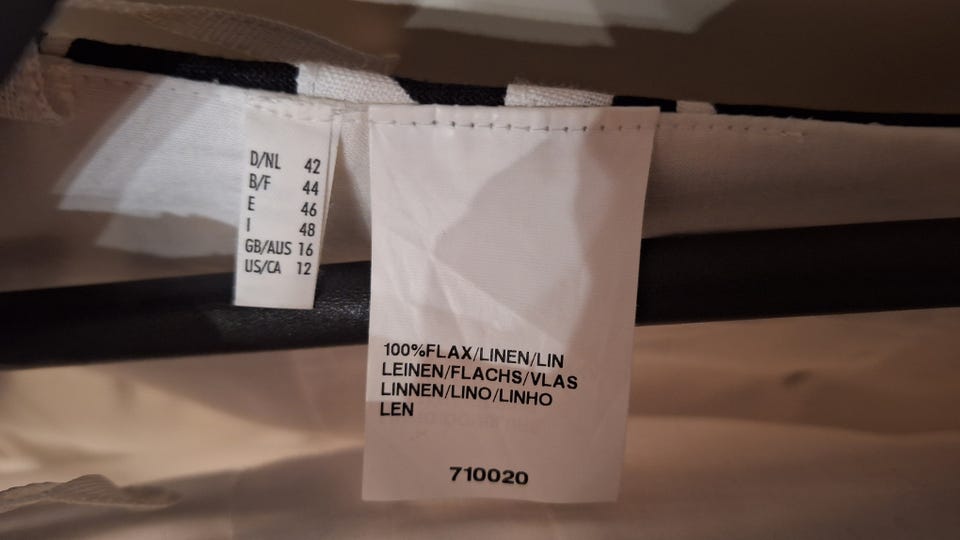 D/NL 42
B/F 44
E 46
I 48
GB/AUS 16
US/CA 12
100%FLAX/LINEN/LIN
LEINEN/FLACHS/VLAS
LINNEN/LINO/LINHO
LEN
710020